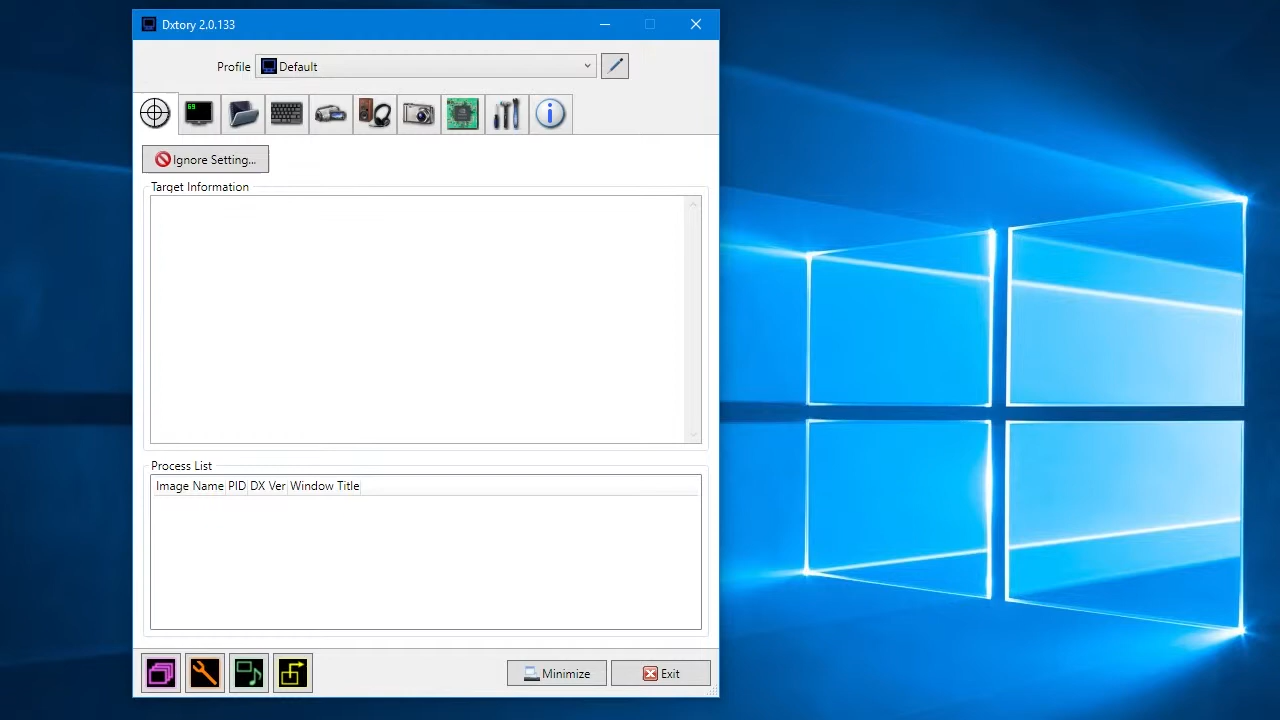 Dxtory 2.0.133
Profile
Default
69
Ignore Setting...
Target Information
Process List
Image Name PID DX Ver Window Title
Minimize
Exit